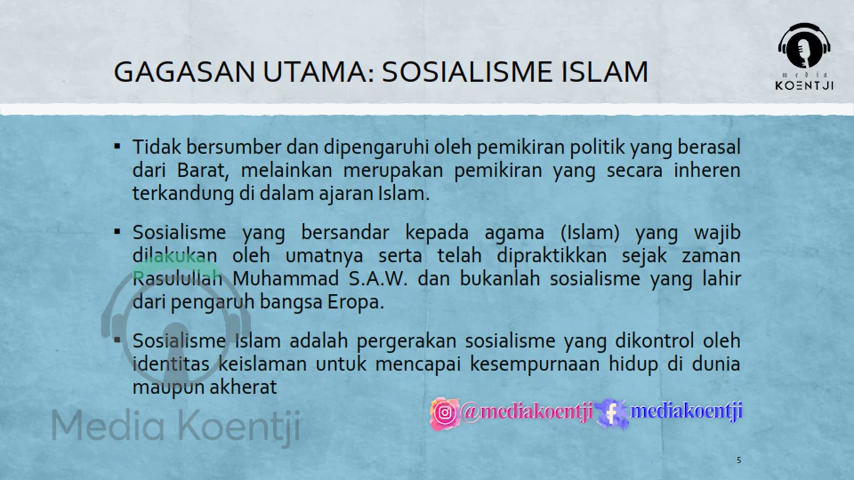 GAGASAN UTAMA: SOSIALISME ISLAM
media
KOENTJI
▪ Tidak bersumber dan dipengaruhi oleh pemikiran politik yang berasal
dari Barat, melainkan merupakan pemikiran yang secara inheren
terkandung di dalam ajaran Islam.
▪ Sosialisme yang bersandar kepada agama (Islam) yang wajib
dilakukan oleh umatnya serta telah dipraktikkan sejak zaman
Rasulullah Muhammad S.A.W. dan bukanlah sosialisme yang lahir
dari pengaruh bangsa Eropa.
▪ Sosialisme Islam adalah pergerakan sosialisme yang dikontrol oleh
identitas keislaman untuk mencapai kesempurnaan hidup di dunia
maupun akherat
@mediakoentji mediakoentji
Media Koentji
5